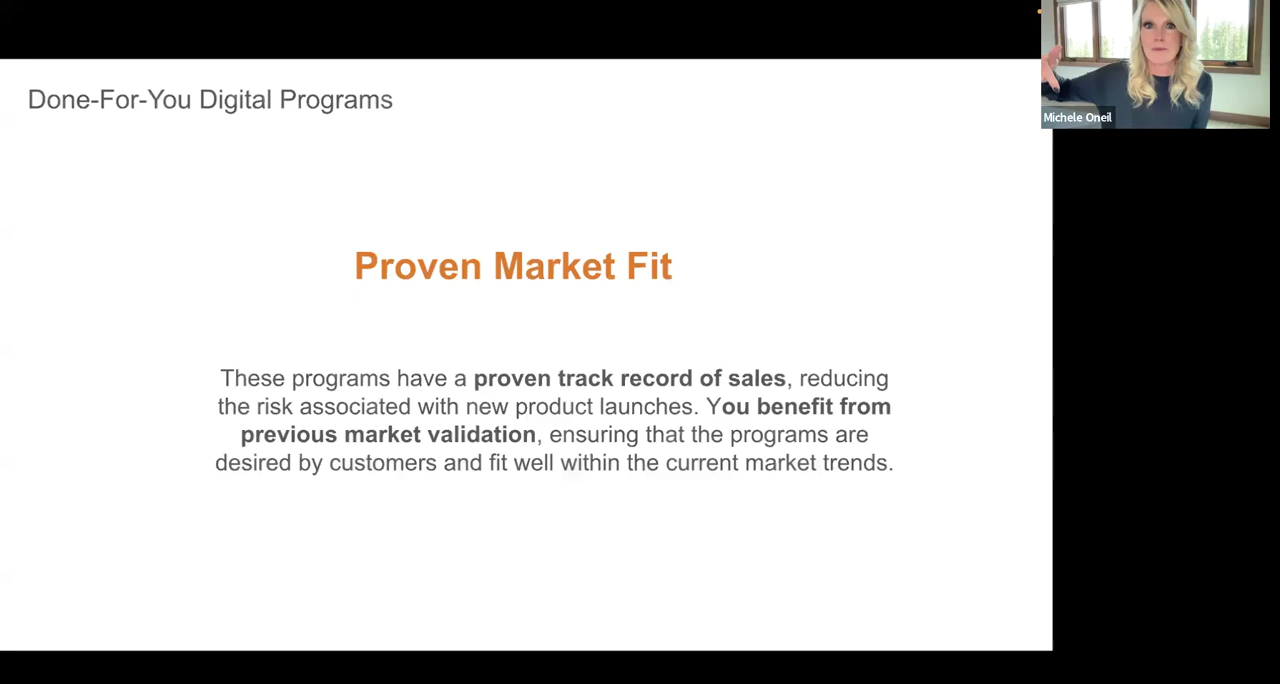 Done-For-You Digital Programs
Michele Oneil
Proven Market Fit
These programs have a proven track record of sales, reducing
the risk associated with new product launches. You benefit from
previous market validation, ensuring that the programs are
desired by customers and fit well within the current market trends.